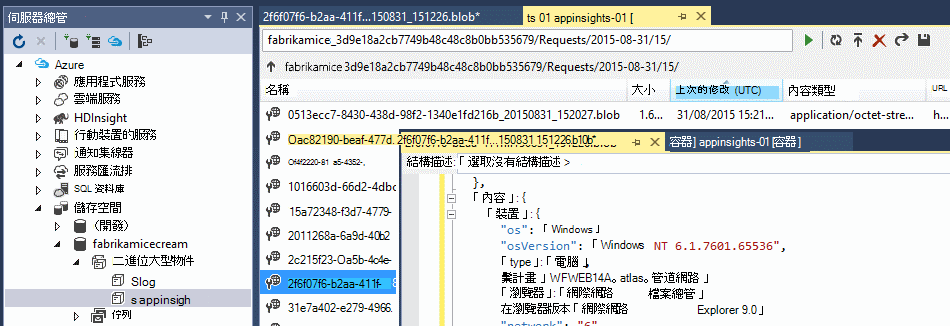 伺服器總管
Azure
應用程式服務
雲端服務
HDInsight
行動裝置的服務
通知集線器
服務匯流排
SQL 資料庫
儲存空間
(開發)
fabrikamicecream
二進位大型物件
Slog
s appinsigh
佇列
2f6f07f6-b2aa-411f...150831_151226.blob*
ts 01 appinsights-01 [
fabrikamice_3d9e18a2cb7749b48c48c8b0bb535679/Requests/2015-08-31/15/
fabrikamice 3d9e18a2cb7749b48c48c8b0bb535679/Requests/2015-08-31/15/
名稱 大小 上次的修改 (UTC) 內容類型 URL
0513ecc7-8430-438d-98f2-1340e1fd216b_20150831_152027.blob 1.6... 31/08/2015 15:21... application/octet-stre... h
Oac82190-beaf-477d.2f6f07f6-b2aa-411f...150831 151226.b10b*
Of4f2220-81 a5-4352-,
1016603d-66d2-4dbd
15a72348-f3d7-4779-
2011268a-6a9d-40b2
2c215f23-Oa5b-4c4e-
2f6f07f6-b2aa-411f-
31e7a402-e279-4966.
容器] appinsights-01 [容器]
結構描述:「選取沒有結構描述 >
},
「內容」: {
「裝置」: {
"os": 「Windows」
"osVersion": 「Windows NT 6.1.7601.65536",
「type」:「電腦」,
彙計畫」WFWEB14A。atlas。管道網路」
「瀏覽器」:「網際網路 檔案總管」
在瀏覽器版本「網際網路 Explorer 9.0」